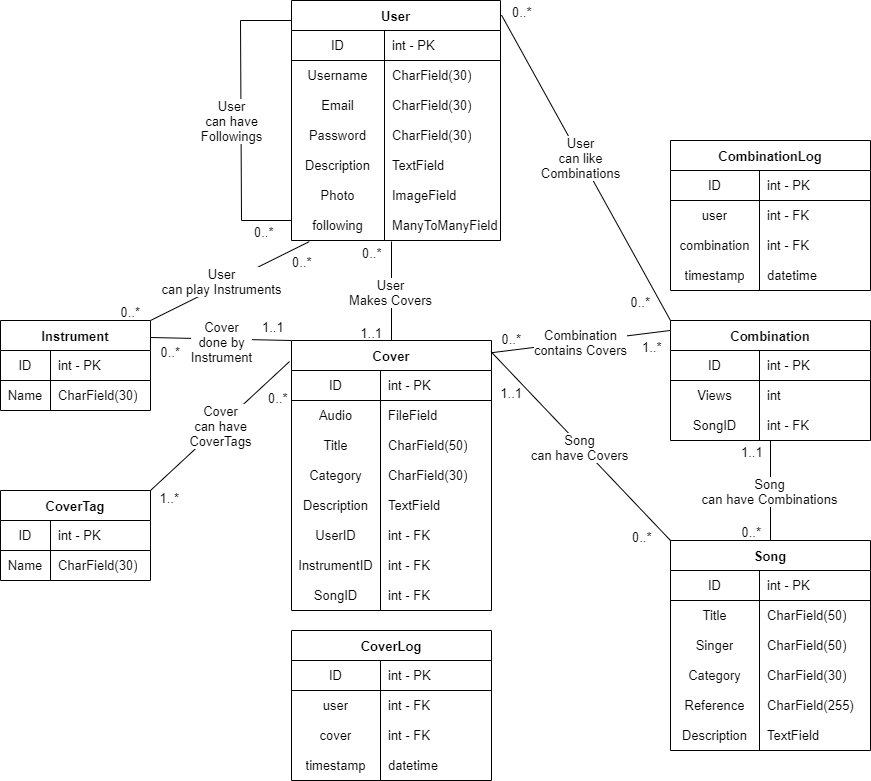 User
ID int - PK
Username CharField(30)
Email CharField(30)
Password CharField(30)
Description TextField
Photo ImageField
following ManyToManyField
User
can have
Followings
0..*
0..*
User
can like
Combinations
0..*
CombinationLog
ID int - PK
user int - FK
combination int - FK
timestamp datetime
User
can play Instruments
0..*
0..*
0..*
User
Makes Covers
1..1
Instrument
ID int - PK
Name CharField(30)
Cover
done by
Instrument
1..1
0..*
Cover
ID int - PK
Audio FileField
Title CharField(50)
Category CharField(30)
Description TextField
UserID int - FK
InstrumentID int - FK
SongID int - FK
0..*
Combination
contains Covers
1..*
Combination
ID int - PK
Views int
SongID int - FK
Cover
can have
CoverTags
0..*
1..*
CoverTag
ID int - PK
Name CharField(30)
1..1
Song
can have Covers
0..*
1..1
Song
can have Combinations
0..*
Song
ID int - PK
Title CharField(50)
Singer CharField(50)
Category CharField(30)
Reference CharField(255)
Description TextField
CoverLog
ID int - PK
user int - FK
cover int - FK
timestamp datetime